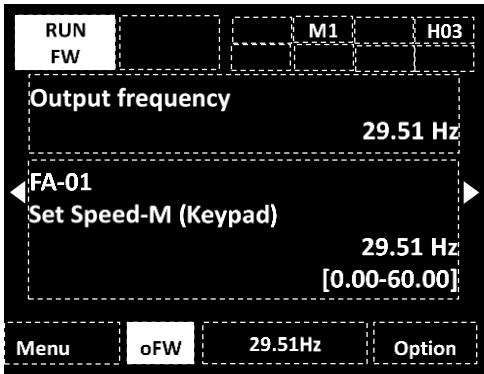 RUN
FW
M1
H03
Output frequency
29.51 Hz
FA-01
Set Speed-M (Keypad)
29.51 Hz
[0.00-60.00]
Menu
oFW
29.51Hz
Option